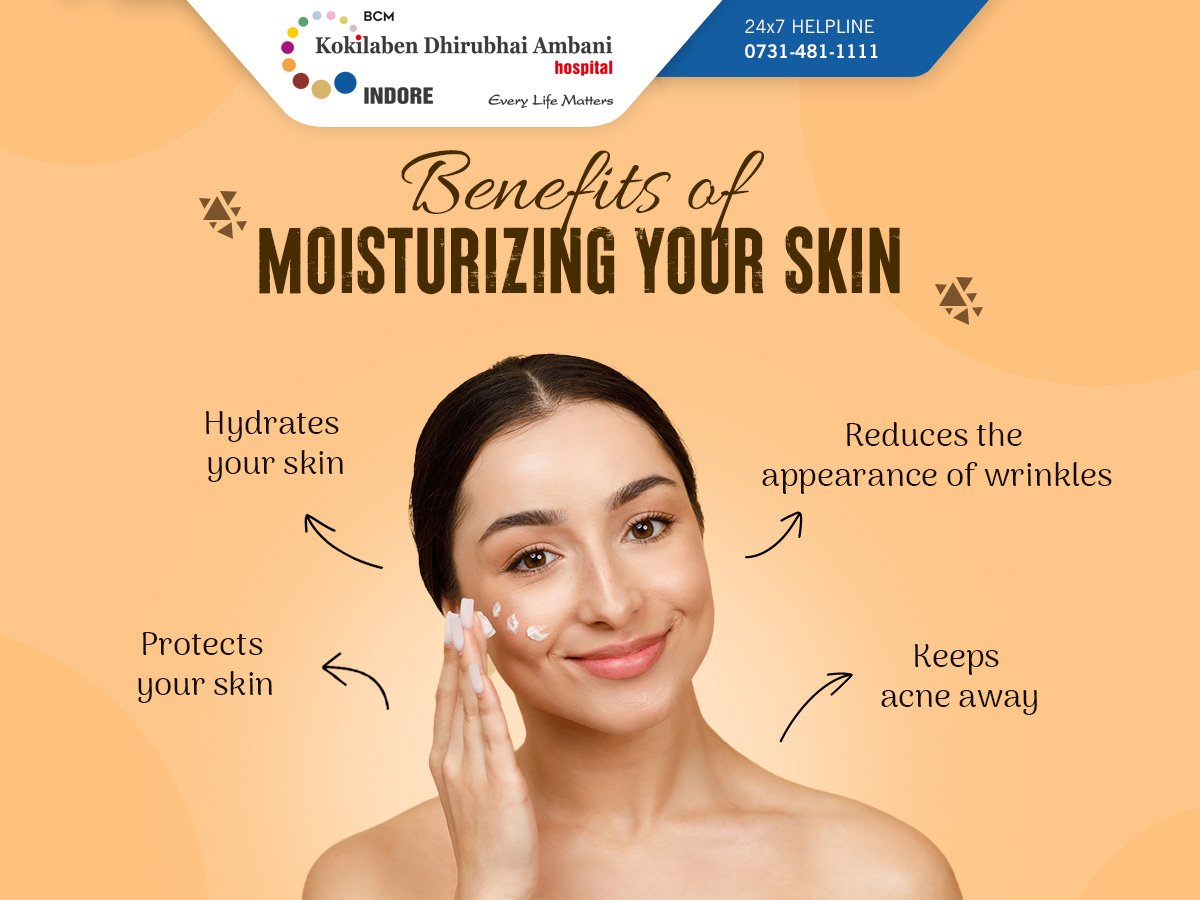 BCM
Kokilaben Dhirubhai Ambani
hospital
INDORE
Every Life Matters
24x7 HELPLINE
0731-481-1111
Benefits of
MOISTURIZING YOUR SKIN
Hydrates
your skin
Reduces the
appearance of wrinkles
Protects
your skin
Keeps
acne away